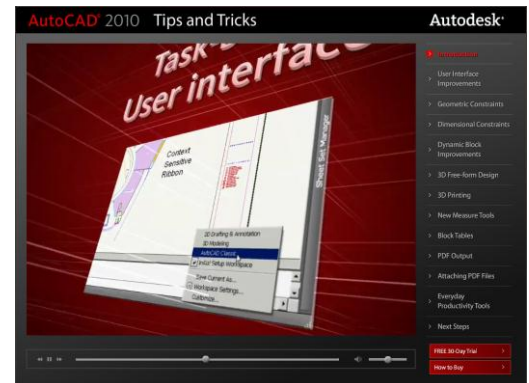 AutoCAD® 2010 Tips and Tricks
Autodesk®
Task-
User interface
Context
Sensitive
Ribbon
Sheet Set Manager
2D Drafting & Annotation
3D Modeling
AutoCAD Classic
Initial Setup Workspace
Save Current As...
Workspace Settings...
Customize...
Introduction
User Interface
Improvements
Geometric Constraints
Dimensional Constraints
Dynamic Block
Improvements
3D Free-form Design
3D Printing
New Measure Tools
Block Tables
PDF Output
Attaching PDF Files
Everyday
Productivity Tools
Next Steps
FREE 30-Day Trial
How to Buy